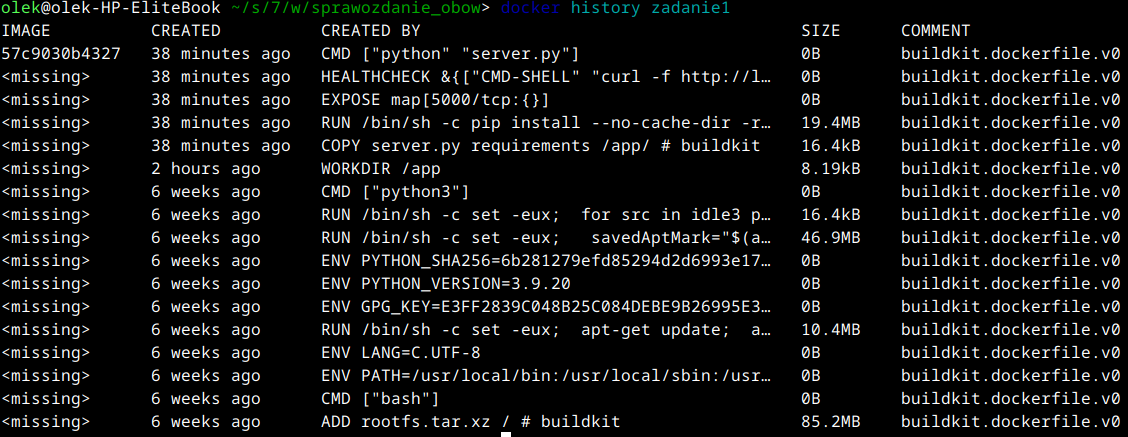 olek@olek-HP-EliteBook ~/s/7/w/sprawozdanie_obow> docker history zadanie1
IMAGE CREATED CREATED BY SIZE COMMENT
57c9030b4327 38 minutes ago CMD ["python" "server.py"] 0B buildkit.dockerfile.v0
<missing> 38 minutes ago HEALTHCHECK &{["CMD-SHELL" "curl -f http://l… 0B buildkit.dockerfile.v0
<missing> 38 minutes ago EXPOSE map[5000/tcp:{}] 0B buildkit.dockerfile.v0
<missing> 38 minutes ago RUN /bin/sh -c pip install --no-cache-dir -r… 19.4MB buildkit.dockerfile.v0
<missing> 38 minutes ago COPY server.py requirements /app/ # buildkit 16.4kB buildkit.dockerfile.v0
<missing> 2 hours ago WORKDIR /app 8.19kB buildkit.dockerfile.v0
<missing> 6 weeks ago CMD ["python3"] 0B buildkit.dockerfile.v0
<missing> 6 weeks ago RUN /bin/sh -c set -eux; for src in idle3 p… 16.4kB buildkit.dockerfile.v0
<missing> 6 weeks ago RUN /bin/sh -c set -eux; savedAptMark="$(a… 46.9MB buildkit.dockerfile.v0
<missing> 6 weeks ago ENV PYTHON_SHA256=6b281279efd85294d2d6993e17… 0B buildkit.dockerfile.v0
<missing> 6 weeks ago ENV PYTHON_VERSION=3.9.20 0B buildkit.dockerfile.v0
<missing> 6 weeks ago ENV GPG_KEY=E3FF2839C048B25C084DEBE9B26995E3… 0B buildkit.dockerfile.v0
<missing> 6 weeks ago RUN /bin/sh -c set -eux; apt-get update; a… 10.4MB buildkit.dockerfile.v0
<missing> 6 weeks ago ENV LANG=C.UTF-8 0B buildkit.dockerfile.v0
<missing> 6 weeks ago ENV PATH=/usr/local/bin:/usr/local/sbin:/usr… 0B buildkit.dockerfile.v0
<missing> 6 weeks ago CMD ["bash"] 0B buildkit.dockerfile.v0
<missing> 6 weeks ago ADD rootfs.tar.xz / # buildkit 85.2MB buildkit.dockerfile.v0